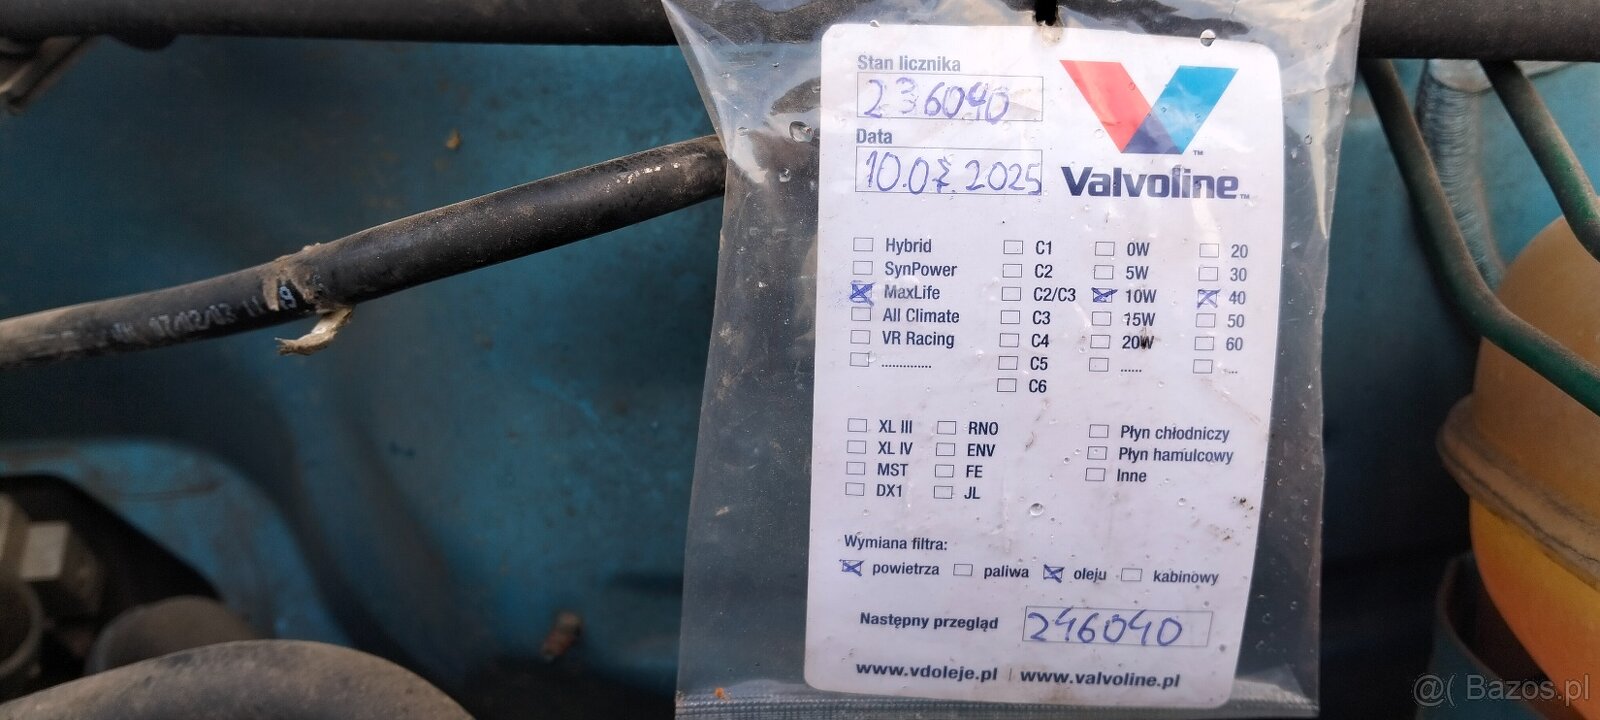 Stan licznika
236040
Data
10.07.2025
Valvoline™
Hybrid C1 0W 20
SynPower C2 5W 30
MaxLife C2/C3 10W 40
All Climate C3 15W 50
VR Racing C4 20W 60
.............. C5 ...... ...
C6
XL III RNO Płyn chłodniczy
XL IV ENV Płyn hamulcowy
MST FE Inne
DX1 JL
Wymiana filtra:
powietrza paliwa oleju kabinowy
Następny przegląd 246040
www.vdoleje.pl | www.valvoline.pl
@( Bazos.pl